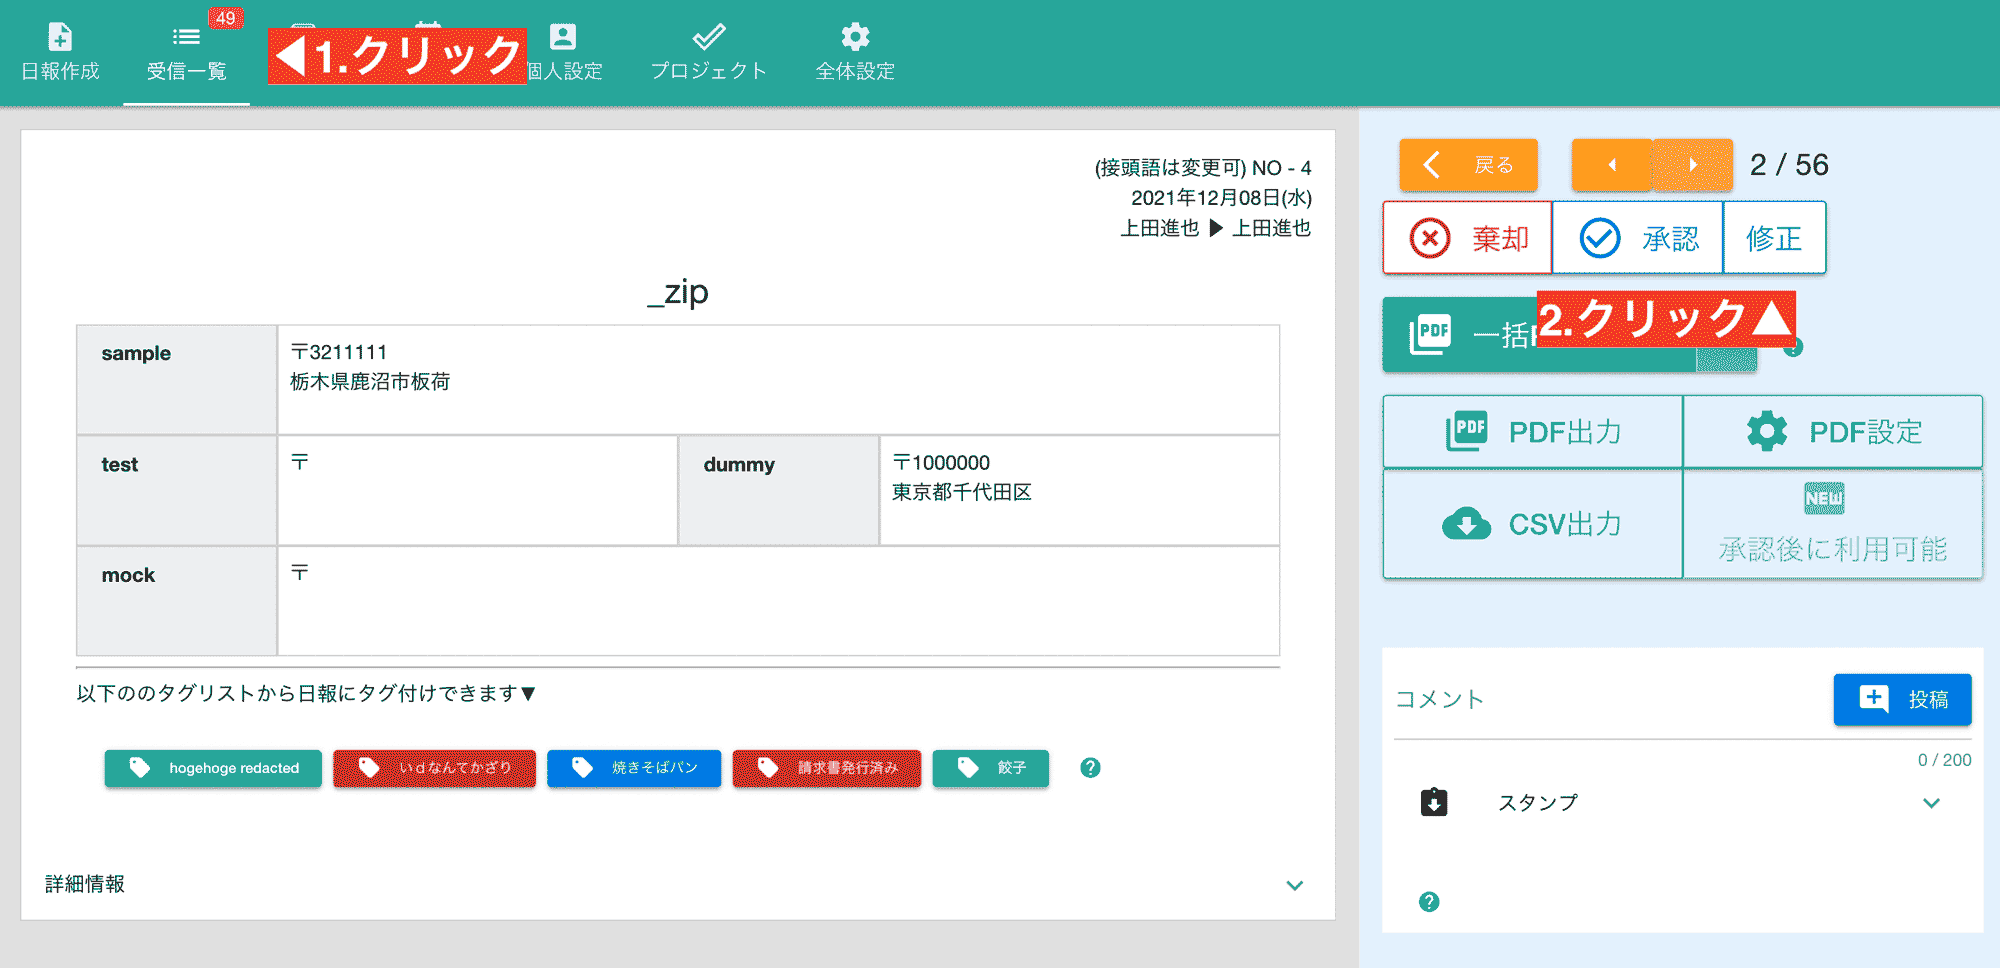 日報作成
受信一覧
49
◀1.クリック
個人設定
プロジェクト
全体設定
(接頭語は変更可) NO - 4
2021年12月08日(水)
上田進也 ▶ 上田進也
_zip
sample
〒3211111
栃木県鹿沼市板荷
test
〒
dummy
〒1000000
東京都千代田区
mock
〒
以下ののタグリストから日報にタグ付けできます▼
hogehoge redacted
いｄなんてかざり
焼きそばパン
請求書発行済み
餃子
詳細情報
戻る
2 / 56
棄却
承認
修正
2.クリック▲
PDF 一括
PDF PDF出力
PDF設定
CSV出力
NEW
承認後に利用可能
コメント
投稿
0 / 200
スタンプ